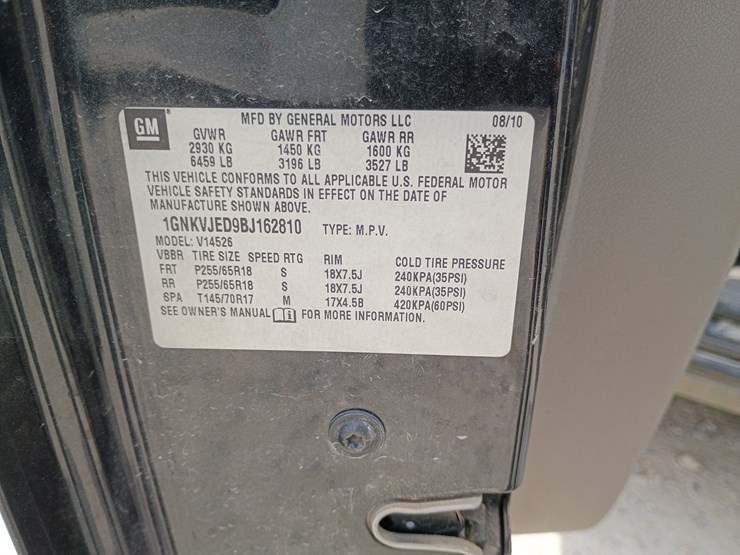 GM MFD BY GENERAL MOTORS LLC 08/10
GVWR GAWR FRT GAWR RR
2930 KG 1450 KG 1600 KG
6459 LB 3196 LB 3527 LB
THIS VEHICLE CONFORMS TO ALL APPLICABLE U.S. FEDERAL MOTOR
VEHICLE SAFETY STANDARDS IN EFFECT ON THE DATE OF
MANUFACTURE SHOWN ABOVE.
1GNKVJED9BJ162810 TYPE: M.P.V.
MODEL: V14526
VBBR TIRE SIZE SPEED RTG RIM COLD TIRE PRESSURE
FRT P255/65R18 S 18X7.5J 240KPA(35PSI)
RR P255/65R18 S 18X7.5J 240KPA(35PSI)
SPA T145/70R17 M 17X4.5B 420KPA(60PSI)
SEE OWNER'S MANUAL i FOR MORE INFORMATION.